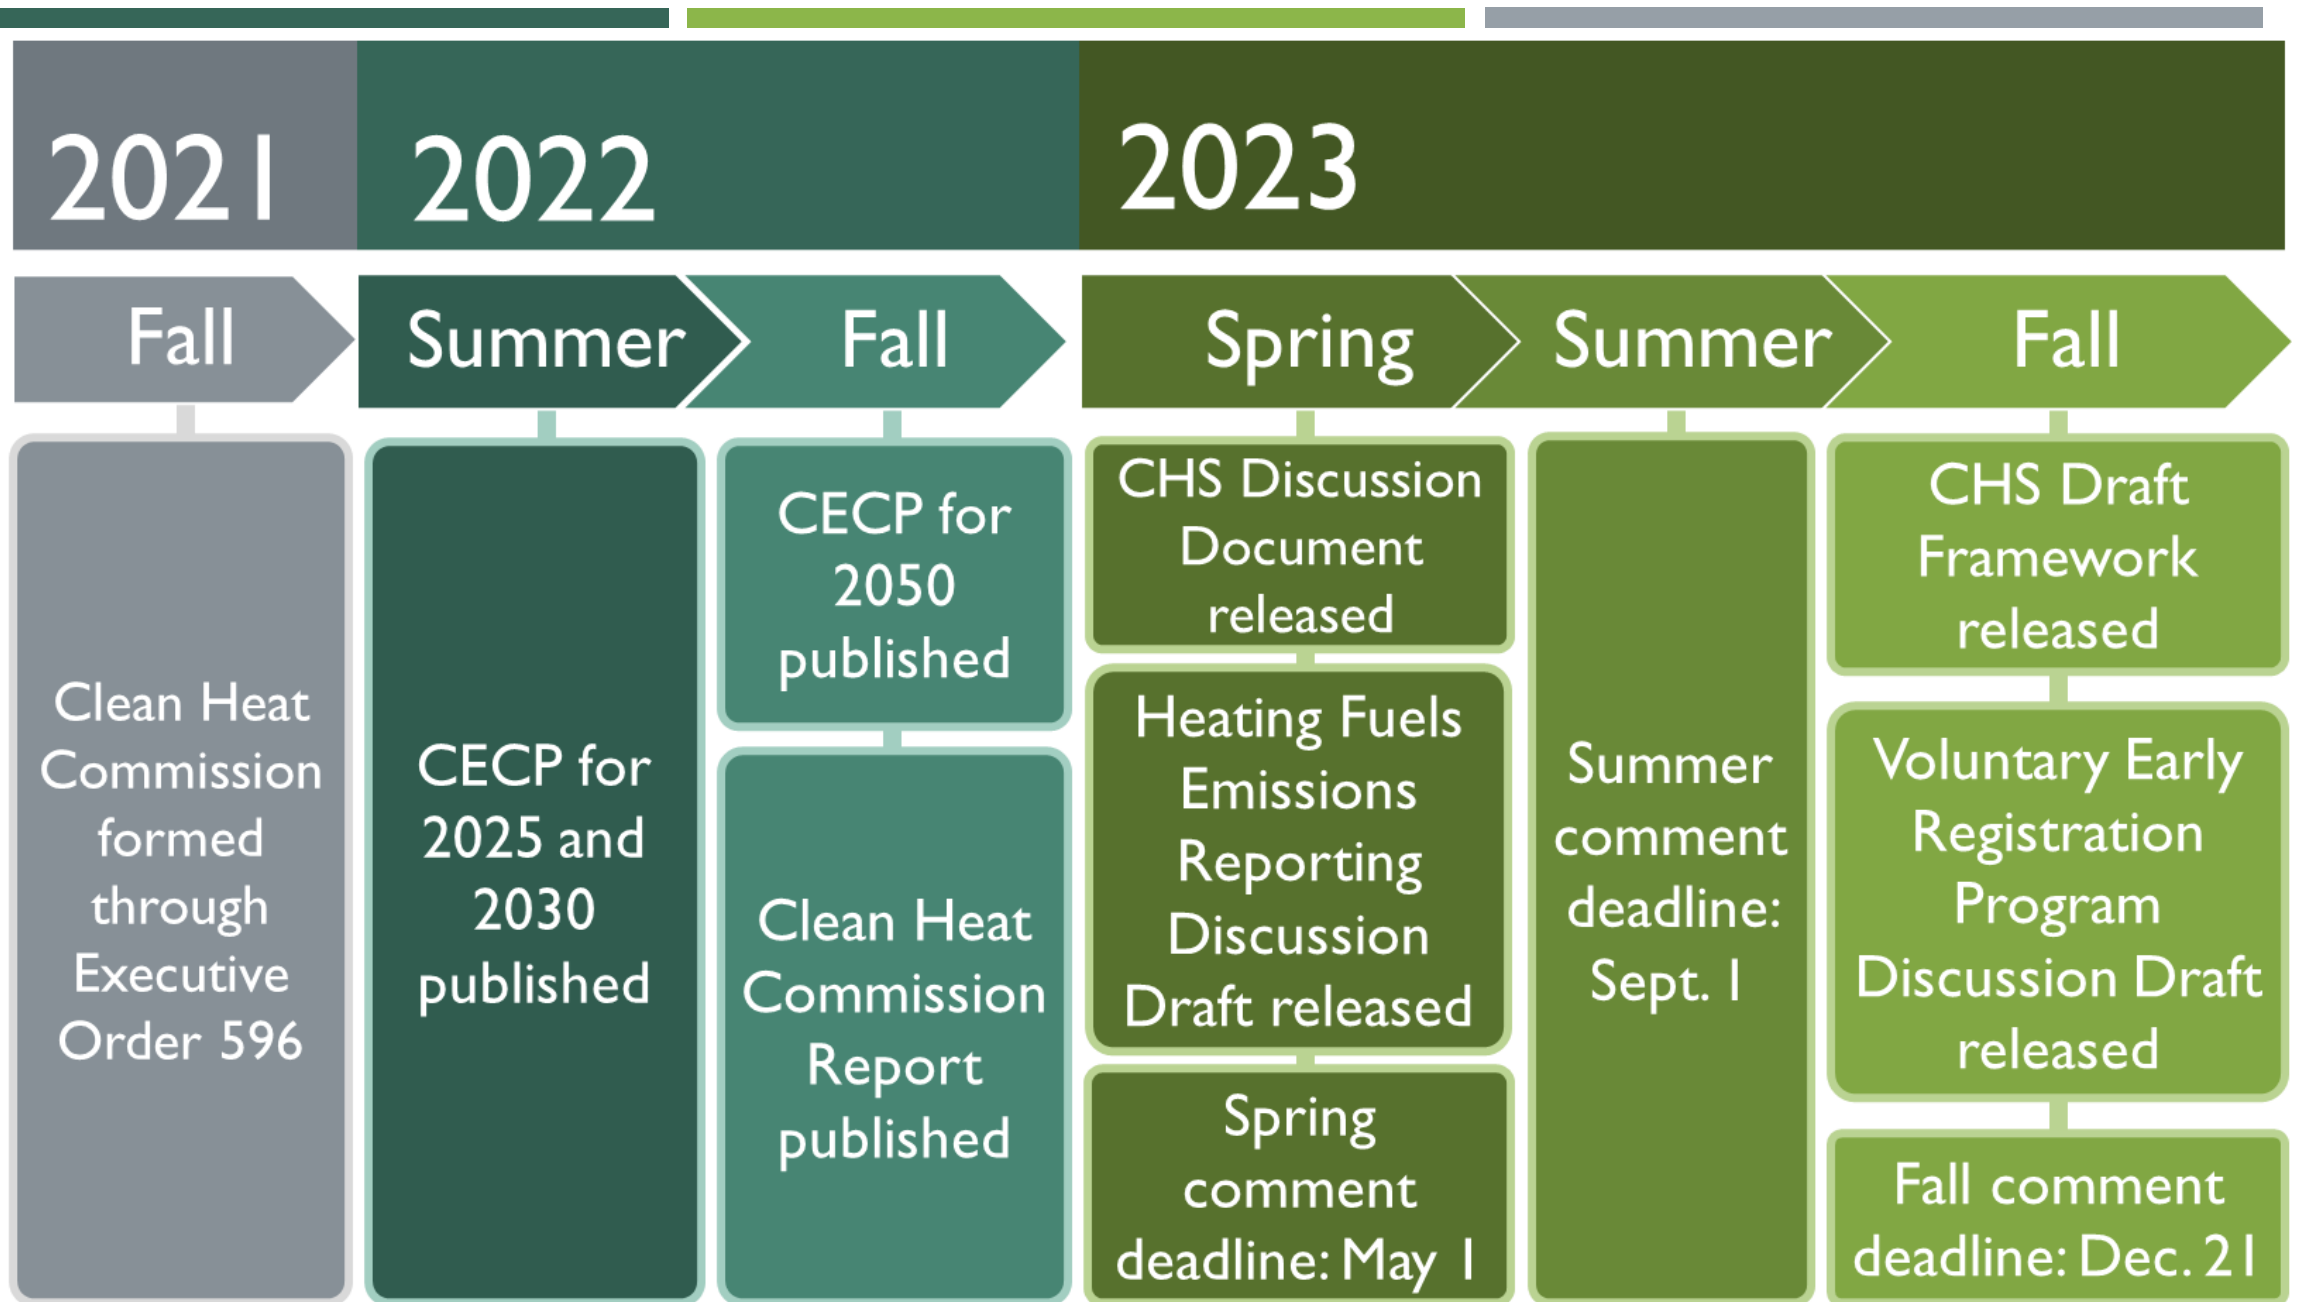 2021
2022
2023
Fall
Summer
Fall
Spring
Summer
Fall
Clean Heat
Commission
formed
through
Executive
Order 596
CECP for
2025 and
2030
published
CECP for
2050
published
Clean Heat
Commission
Report
published
CHS Discussion
Document
released
Heating Fuels
Emissions
Reporting
Discussion
Draft released
Spring
comment
deadline: May 1
Summer
comment
deadline:
Sept. 1
CHS Draft
Framework
released
Voluntary Early
Registration
Program
Discussion Draft
released
Fall comment
deadline: Dec. 21